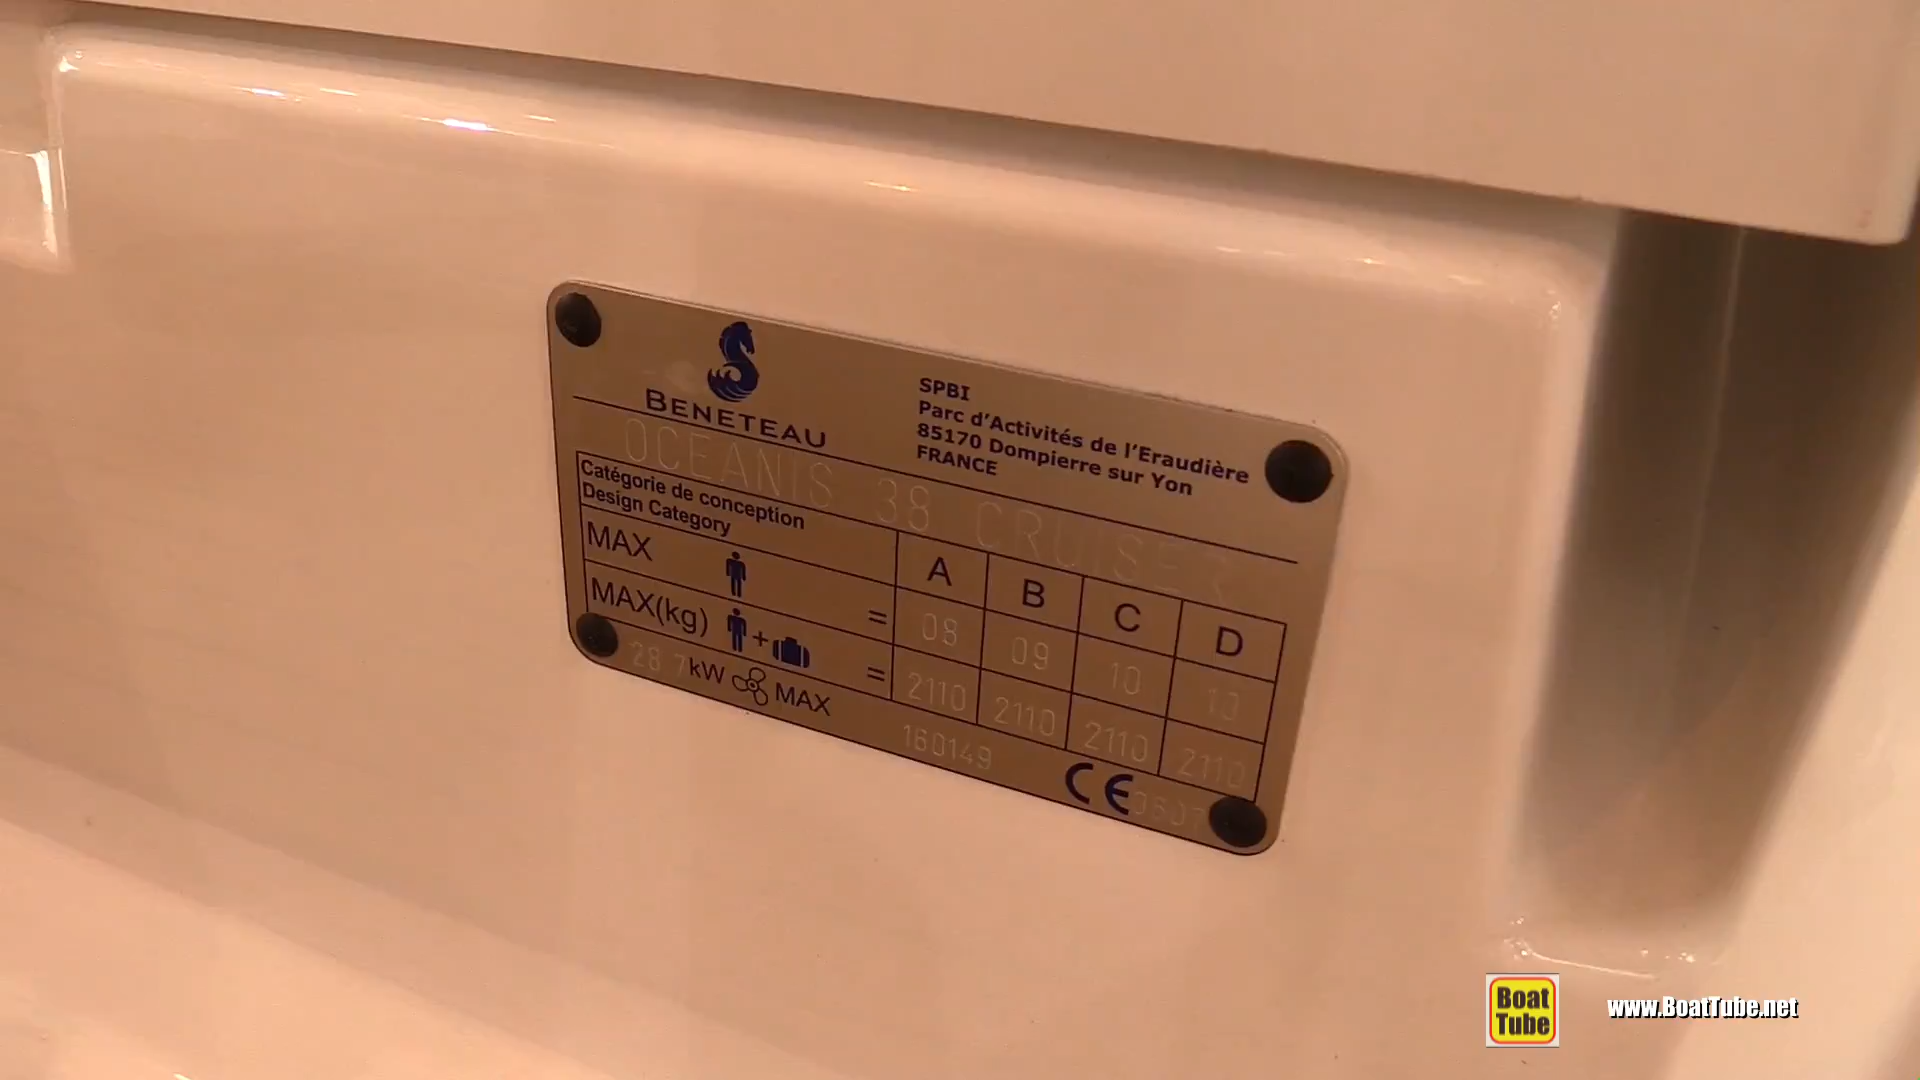 BENETEAU
SPBI
Parc d'Activités de l'Eraudière
85170 Dompierre sur Yon
FRANCE
OCEANIS 38 CRUISER
Catégorie de conception
Design Category
A B C D
MAX = 08 09 10 10
MAX(kg) + = 2110 2110 2110 2110
28 7kW MAX
160149
CE 0607
Boat
Tube
www.BoatTube.net